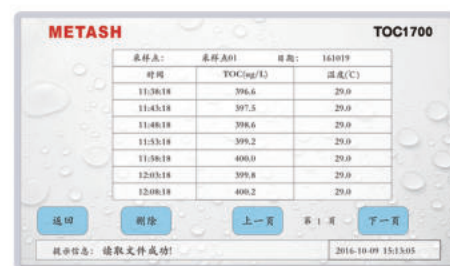 METASH TOC1700
采样点: 采样点01 日期: 161019
时间 TOC(ug/L) 温度(℃)
11:38:18 396.6 29.0
11:43:18 397.5 29.0
11:48:18 398.6 29.0
11:53:18 399.2 29.0
11:58:18 400.0 29.0
12:03:18 399.8 29.0
12:08:18 400.2 29.0
返回 删除 上一页 第 1 页 下一页
提示信息: 读取文件成功! 2016-10-09 15:13:05